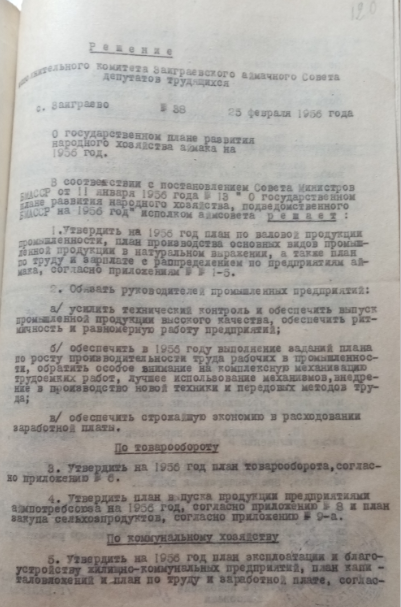 120
Решение
исполнительного комитета Заиграевского аймачного Совета
депутатов трудящихся
с. Заиграево № 38 25 февраля 1956 года
О государственном плане развития
народного хозяйства аймака на
1956 год.
В соответствии с постановлением Совета Министров
БМАССР от 11 января 1956 года № 13 "О государственном
плане развития народного хозяйства, подведомственного
БМАССР на 1956 год" исполком аймсовета решает:
1. Утвердить на 1956 год план по валовой продукции
промышленности, план производства основных видов промыш-
ленной продукции в натуральном выражении, а также план
по труду и зарплате с распределением по предприятиям ай-
мака, согласно приложениям № № 1-5.
2. Обязать руководителей промышленных предприятий:
а/ усилить технический контроль и обеспечить выпуск
промышленной продукции высокого качества, обеспечить рит-
мичность и равномерную работу предприятий;
б/ обеспечить в 1956 году выполнение заданий плана
по росту производительности труда рабочих в промышленнос-
ти, обратить особое внимание на комплексную механизацию
трудоемких работ, лучшее использование механизмов, внедре-
ние в производство новой техники и передовых методов тру-
да;
в/ обеспечить строжайшую экономию в расходовании
заработной платы.
По товарообороту
3. Утвердить на 1956 год план товарооборота, соглас-
но приложению № 6.
4. Утвердить план выпуска продукции предприятиями
аймпотребсоюза на 1956 год, согласно приложению № 8 и план
закупа сельхозпродуктов, согласно приложению № 9-а.
По коммунальному хозяйству
5. Утвердить на 1956 год план эксплоатации и благо-
устройству жилищно-коммунальных предприятий, план капи-
таловложений и план по труду и заработной плате, соглас-